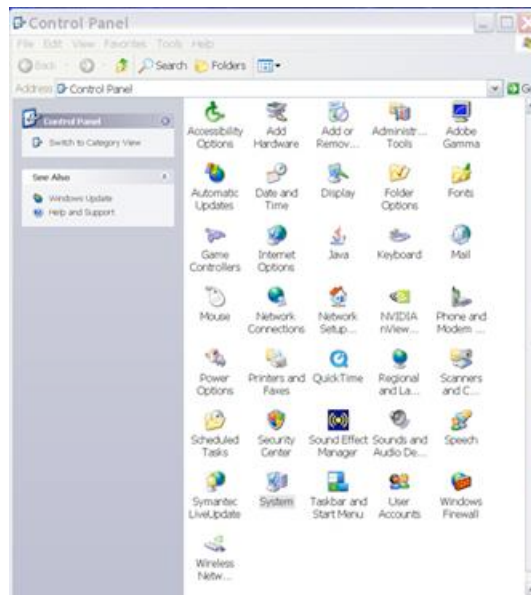 Control Panel
File Edit View Favorites Tools Help
Back Search Folders
Address Control Panel
Control Panel
Switch to Category View
See Also
Windows Update
Help and Support
Accessibility Options
Add Hardware
Add or Remov...
Administr... Tools
Adobe Gamma
Automatic Updates
Date and Time
Display
Folder Options
Fonts
Game Controllers
Internet Options
Java
Keyboard
Mail
Mouse
Network Connections
Network Setup...
NVIDIA nView...
Phone and Modem ...
Power Options
Printers and Faxes
QuickTime
Regional and La...
Scanners and C...
Scheduled Tasks
Security Center
Sound Effect Manager
Sounds and Audio De...
Speech
Symantec LiveUpdate
System
Taskbar and Start Menu
User Accounts
Windows Firewall
Wireless Netw...